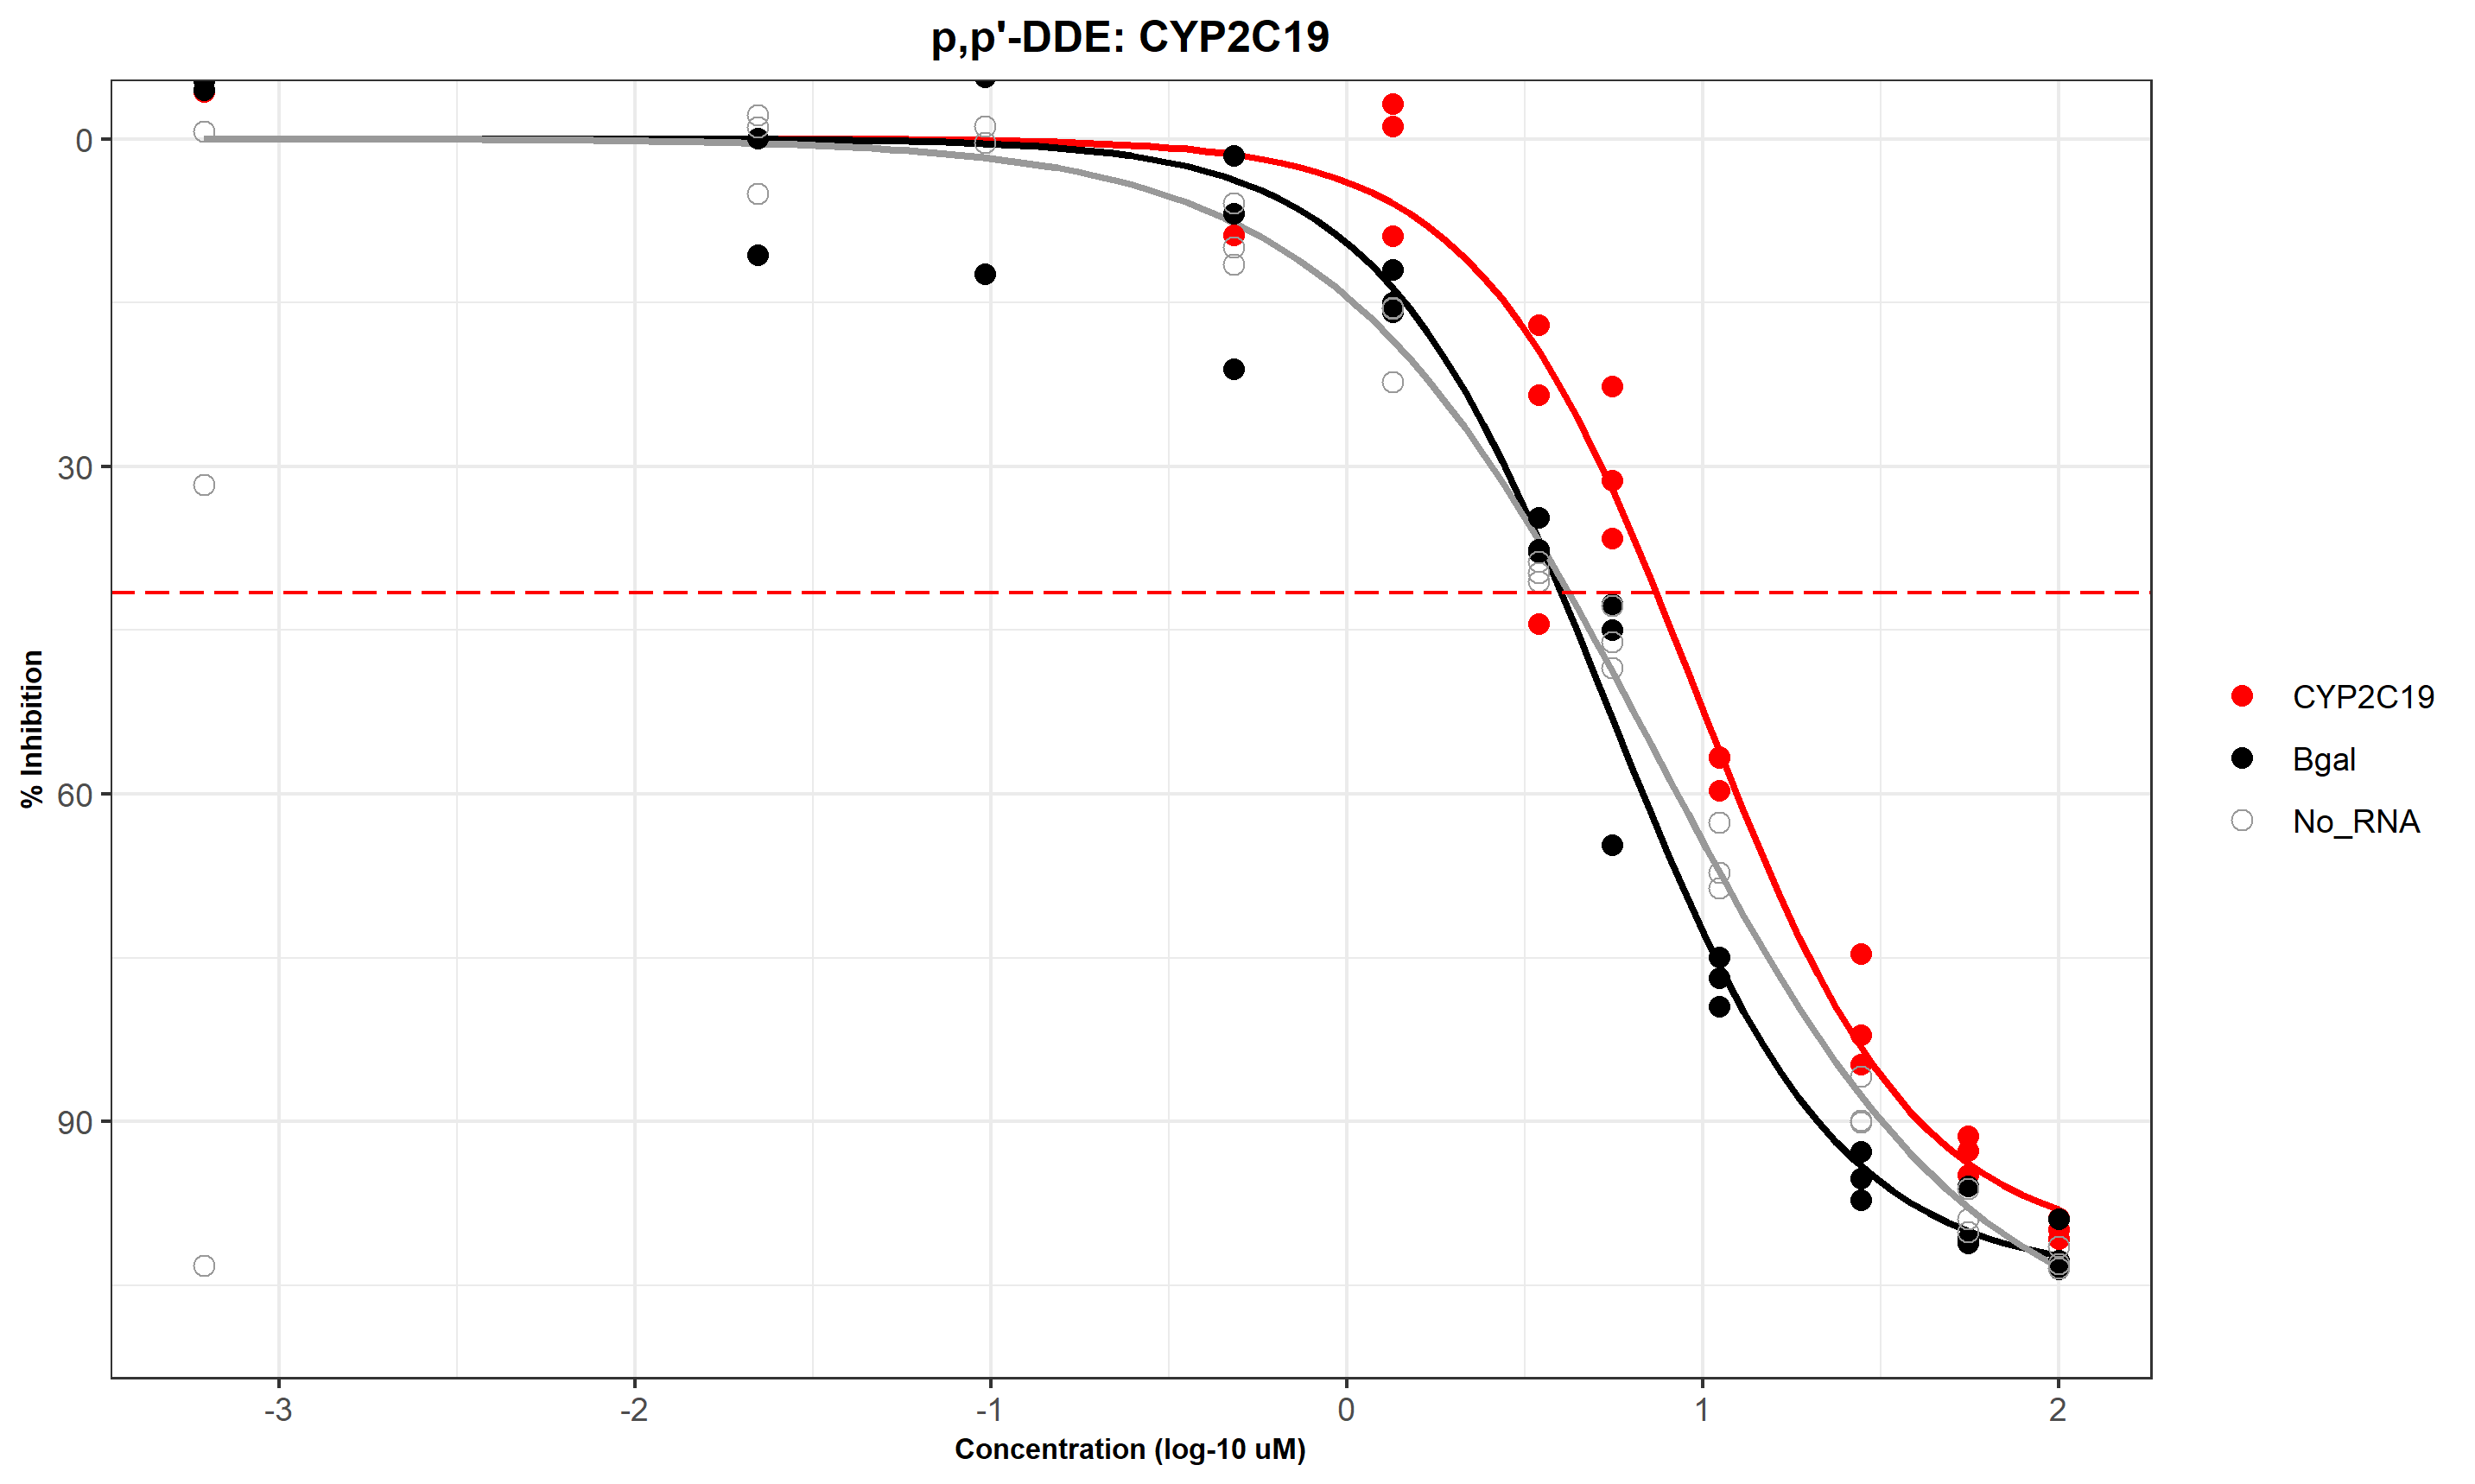 p,p'-DDE: CYP2C19
% Inhibition
0
30
60
90
-3
-2
-1
0
1
2
Concentration (log-10 uM)
CYP2C19
Bgal
No_RNA